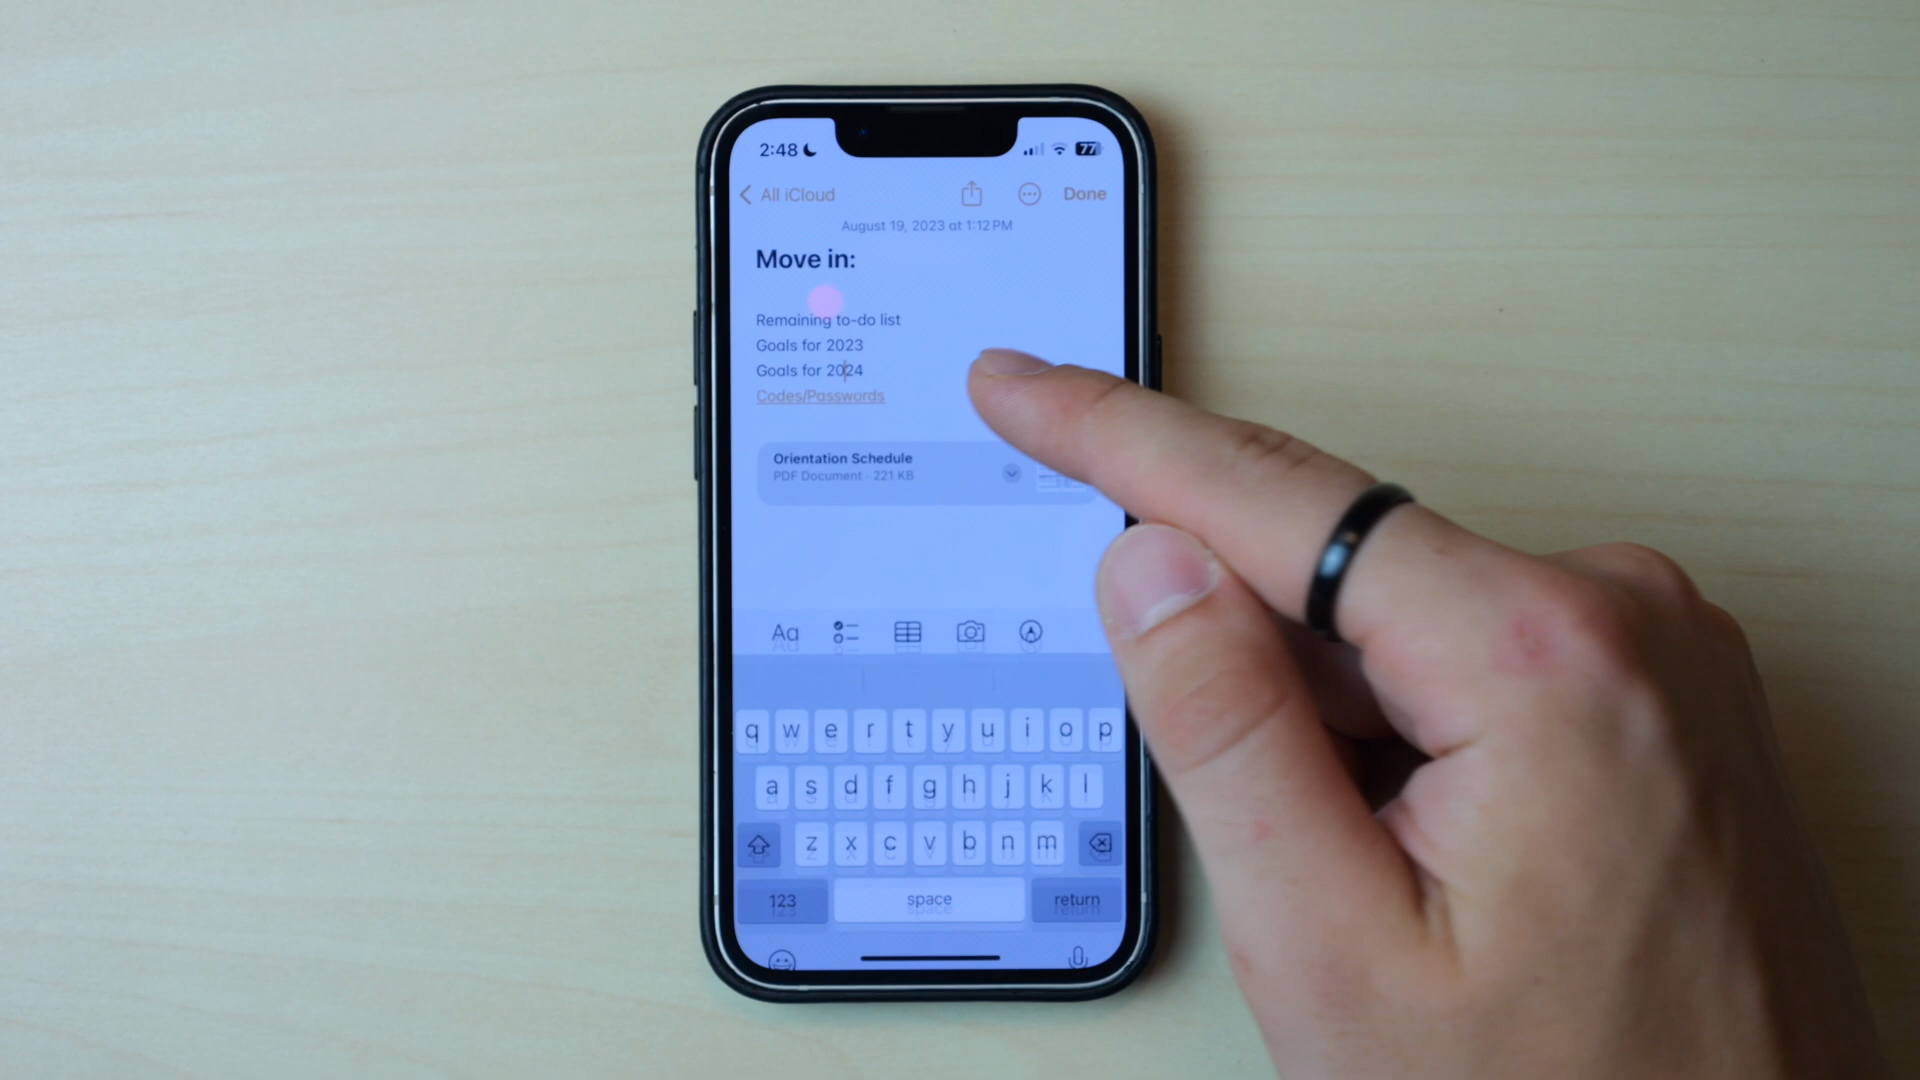 2:48
77
All iCloud
Done
August 19, 2023 at 1:12 PM
Move in:
Remaining to-do list
Goals for 2023
Goals for 2024
Codes/Passwords
Orientation Schedule
PDF Document · 221 KB
Aa
q w e r t y u i o p
a s d f g h j k l
z x c v b n m
123 space return